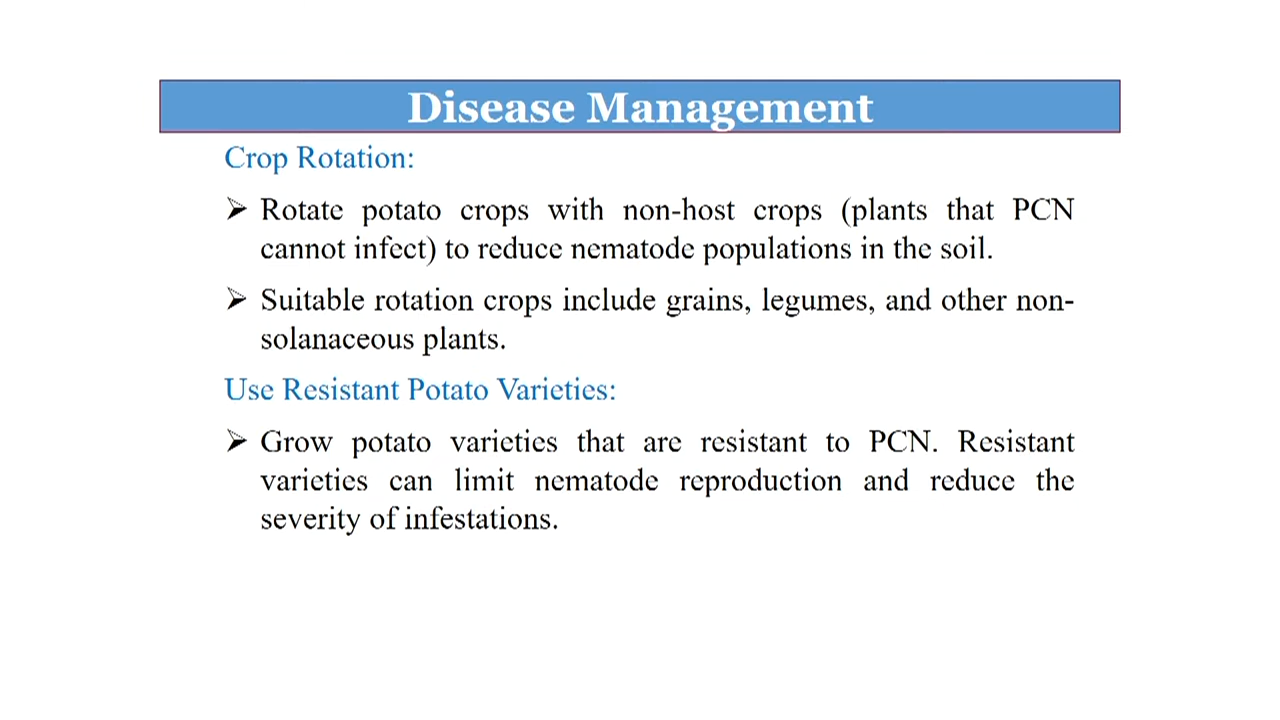 Disease Management
Crop Rotation:
➢ Rotate potato crops with non-host crops (plants that PCN
cannot infect) to reduce nematode populations in the soil.
➢ Suitable rotation crops include grains, legumes, and other non-
solanaceous plants.
Use Resistant Potato Varieties:
➢ Grow potato varieties that are resistant to PCN. Resistant
varieties can limit nematode reproduction and reduce the
severity of infestations.